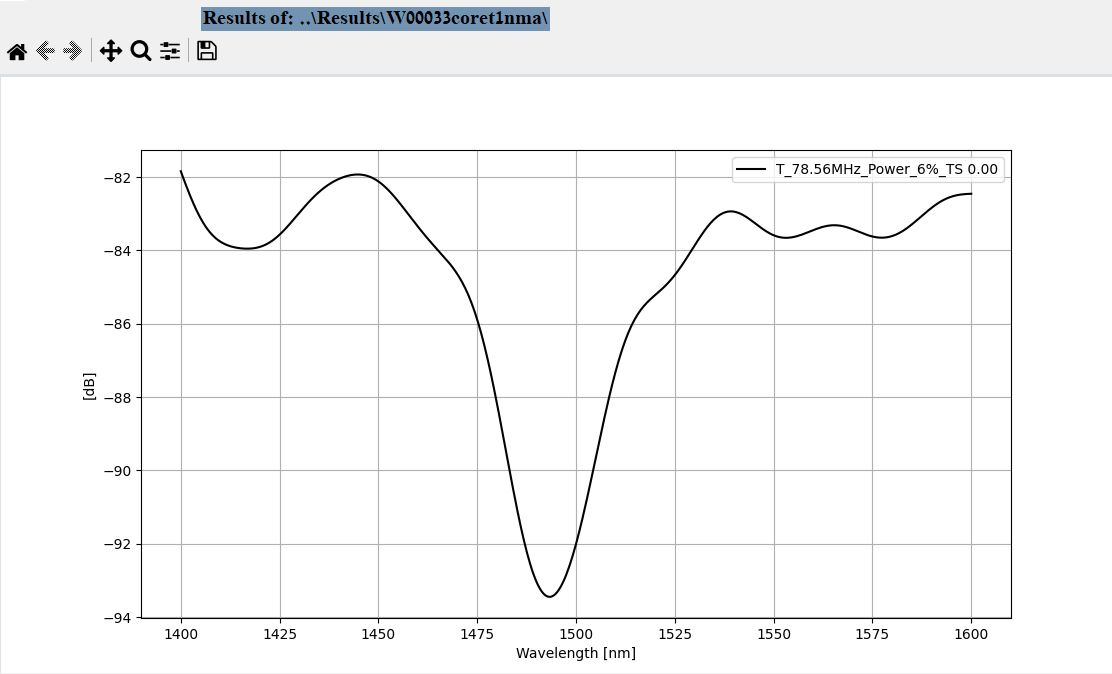 Results of: ..\Results\W00033coret1nma\
T_78.56MHz_Power_6%_TS 0.00
−82
−84
−86
−88
−90
−92
−94
[dB]
1400 1425 1450 1475 1500 1525 1550 1575 1600
Wavelength [nm]